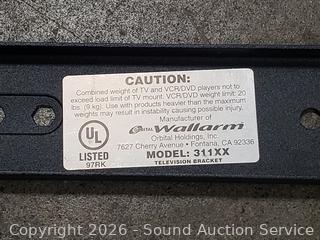 CAUTION:
Combined weight of TV and VCR/DVD players not to
exceed load limit of TV mount. VCR/DVD weight limit: 20
lbs. (9 kg). Use with products heavier than the maximum
weights may result in instability causing possible injury.
Manufacturer of
ORBITAL Wallarm
Orbital Holdings, Inc.
7627 Cherry Avenue • Fontana, CA 92336
MODEL: 311XX
TELEVISION BRACKET
UL
LISTED
97RK
Copyright 2026 - Sound Auction Service